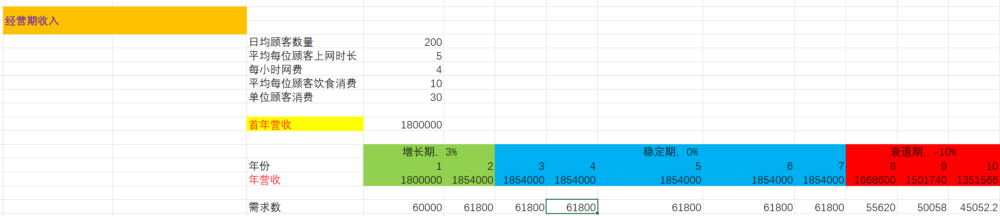 经营期收入
日均顾客数量 200
平均每位顾客上网时长 5
每小时网费 4
平均每位顾客饮食消费 10
单位顾客消费 30
首年营收 1800000
增长期，3% 稳定期，0% 衰退期，-10%
年份 1 2 3 4 5 6 7 8 9 10
年营收 1800000 1854000 1854000 1854000 1854000 1854000 1854000 1668600 1501740 1351566
需求数 60000 61800 61800 61800 61800 61800 61800 55620 50058 45052.2